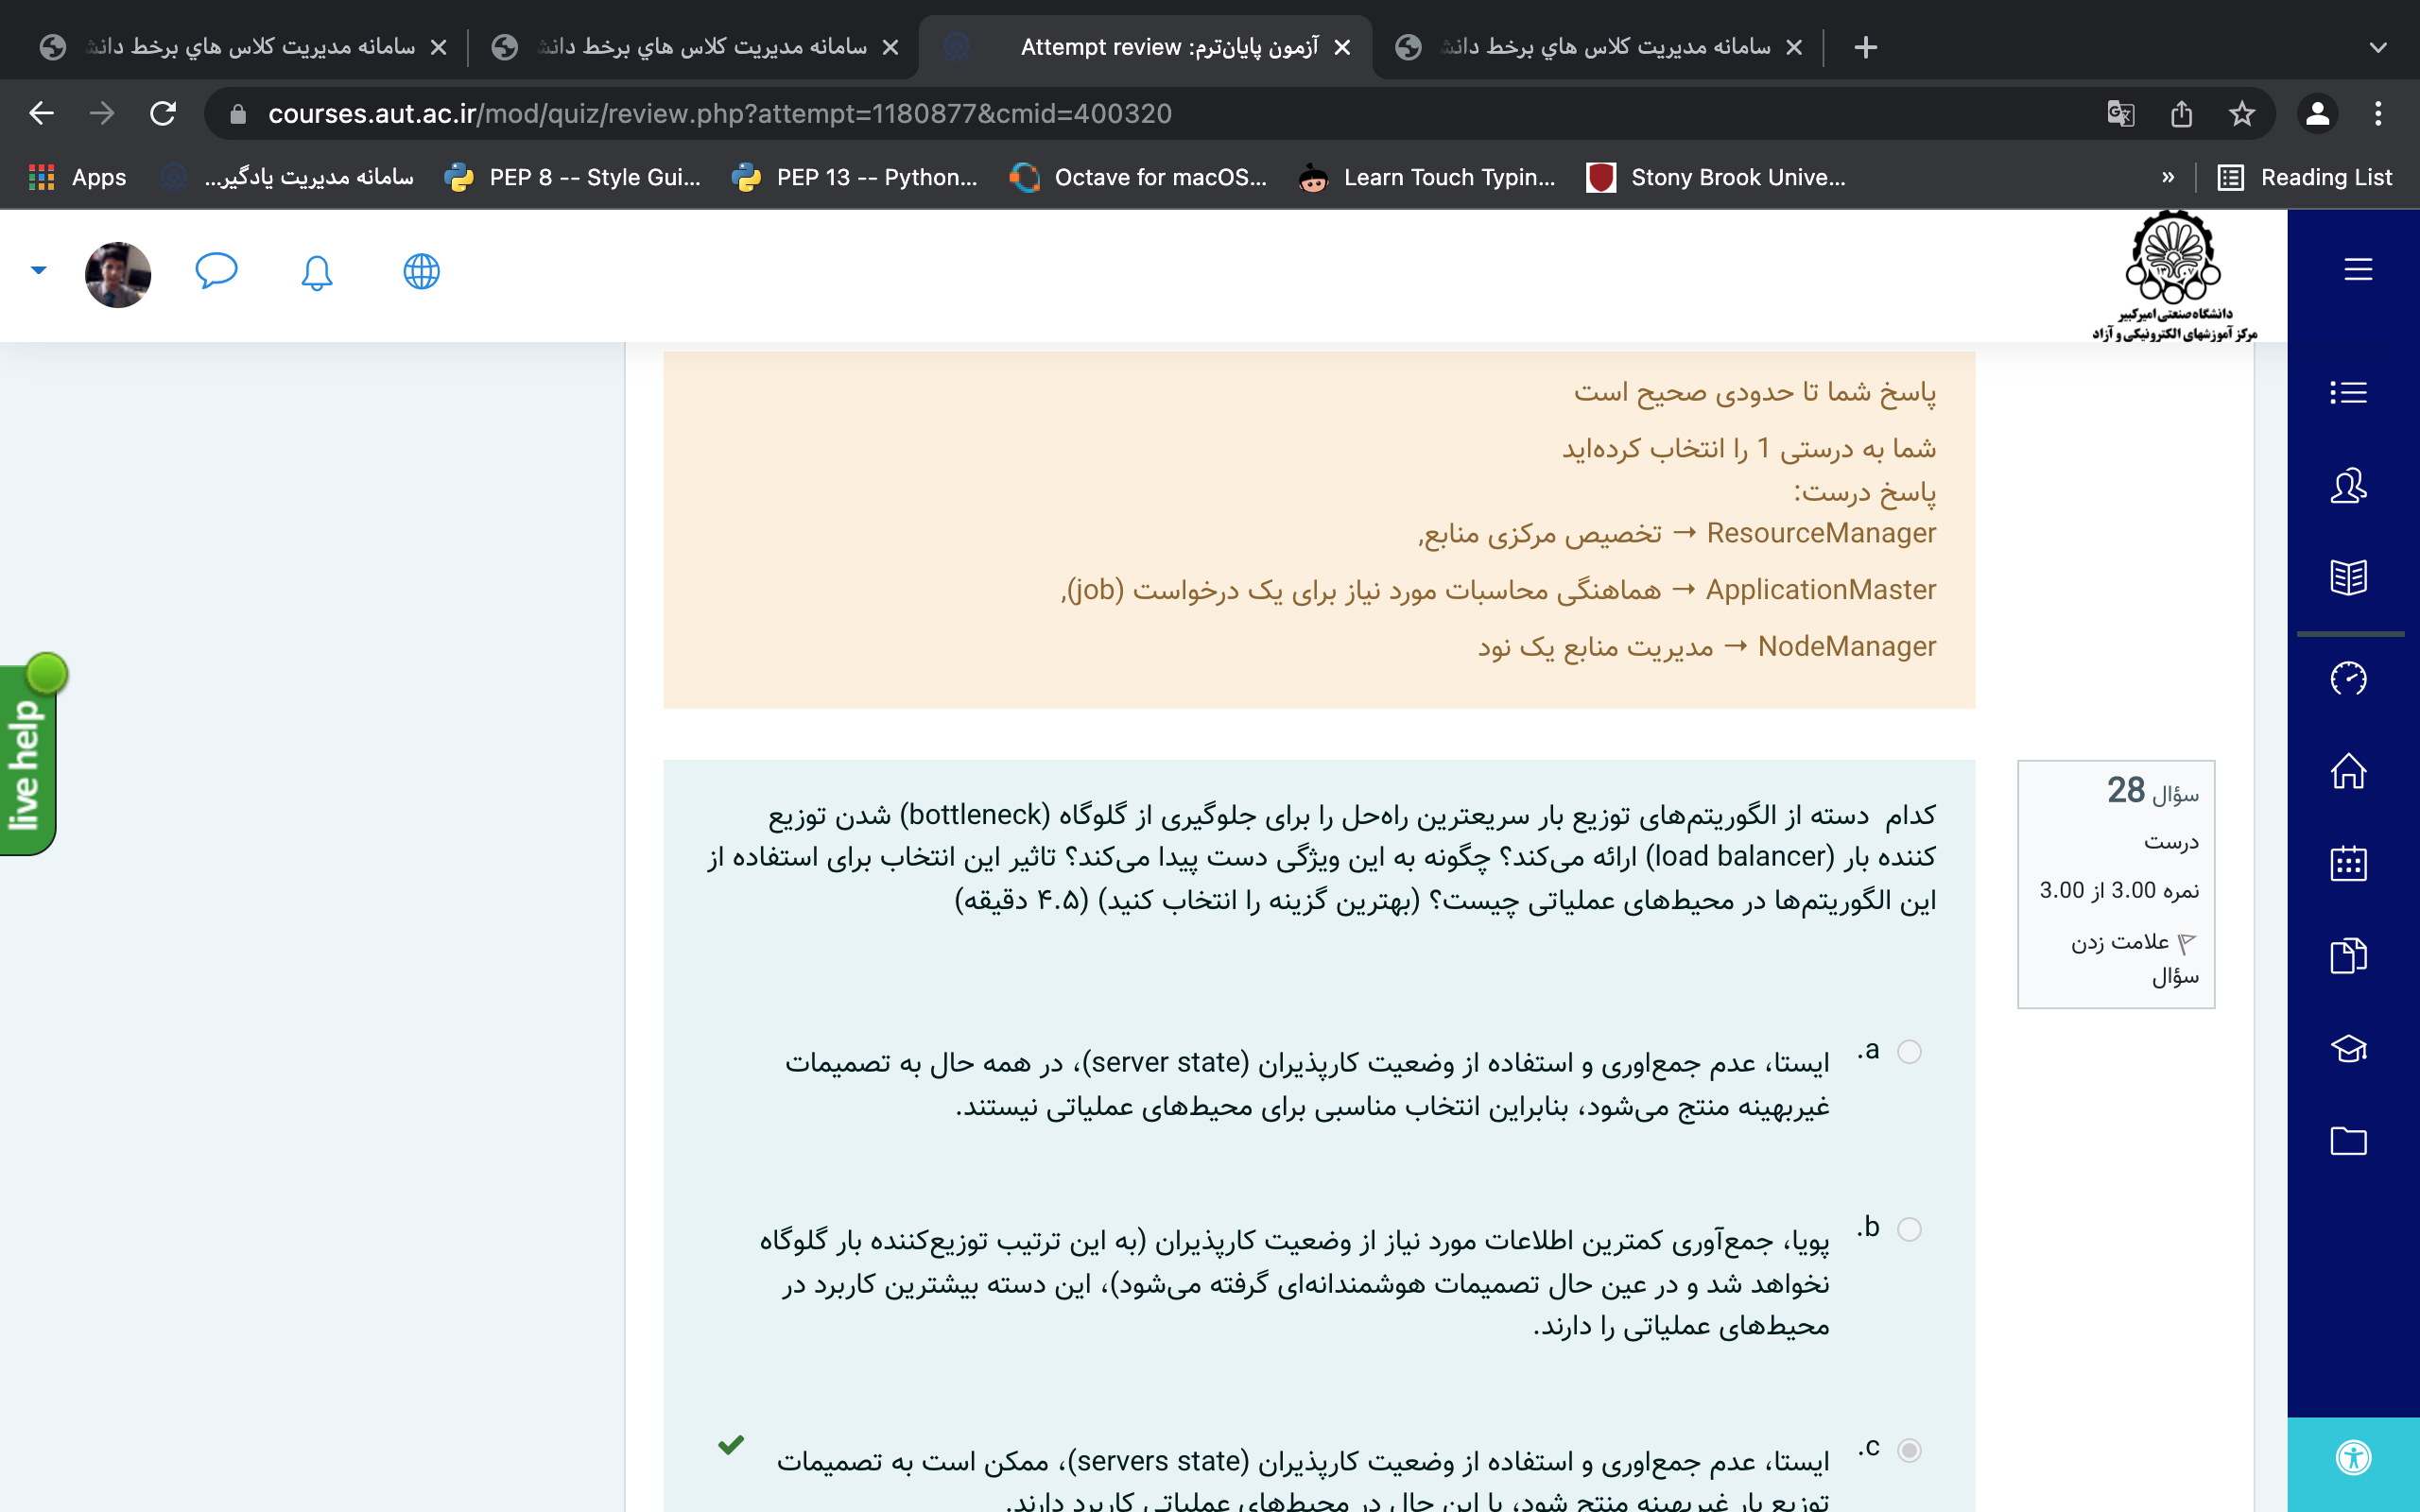 سامانه مدیریت کلاس هاي برخط دانش
سامانه مدیریت کلاس هاي برخط دانش
آزمون پایان‌ترم: Attempt review
سامانه مدیریت کلاس هاي برخط دانش
courses.aut.ac.ir/mod/quiz/review.php?attempt=1180877&cmid=400320
Apps
سامانه مدیریت یادگیر...
PEP 8 -- Style Gui...
PEP 13 -- Python...
Octave for macOS...
Learn Touch Typin...
Stony Brook Unive...
»
Reading List
دانشگاه صنعتی امیرکبیر
مرکز آموزشهای الکترونیکی و آزاد
پاسخ شما تا حدودی صحیح است
شما به درستی 1 را انتخاب کرده‌اید
پاسخ درست:
ResourceManager → تخصیص مرکزی منابع,
ApplicationMaster → هماهنگی محاسبات مورد نیاز برای یک درخواست (job),
NodeManager → مدیریت منابع یک نود
live help
سؤال 28
درست
نمره 3.00 از 3.00
علامت زدن
سؤال
کدام دسته از الگوریتم‌های توزیع بار سریعترین راه‌حل را برای جلوگیری از گلوگاه (bottleneck) شدن توزیع
کننده بار (load balancer) ارائه می‌کند؟ چگونه به این ویژگی دست پیدا می‌کند؟ تاثیر این انتخاب برای استفاده از
این الگوریتم‌ها در محیط‌های عملیاتی چیست؟ (بهترین گزینه را انتخاب کنید) (۴.۵ دقیقه)
a.
ایستا، عدم جمع‌اوری و استفاده از وضعیت کارپذیران (server state)، در همه حال به تصمیمات
غیربهینه منتج می‌شود، بنابراین انتخاب مناسبی برای محیط‌های عملیاتی نیستند.
b.
پویا، جمع‌آوری کمترین اطلاعات مورد نیاز از وضعیت کارپذیران (به این ترتیب توزیع‌کننده بار گلوگاه
نخواهد شد و در عین حال تصمیمات هوشمندانه‌ای گرفته می‌شود)، این دسته بیشترین کاربرد در
محیط‌های عملیاتی را دارند.
c.
ایستا، عدم جمع‌اوری و استفاده از وضعیت کارپذیران (servers state)، ممکن است به تصمیمات
توزیع بار غیربهینه منتج شود، با این حال در محیط‌های عملیاتی کاربرد دارند.